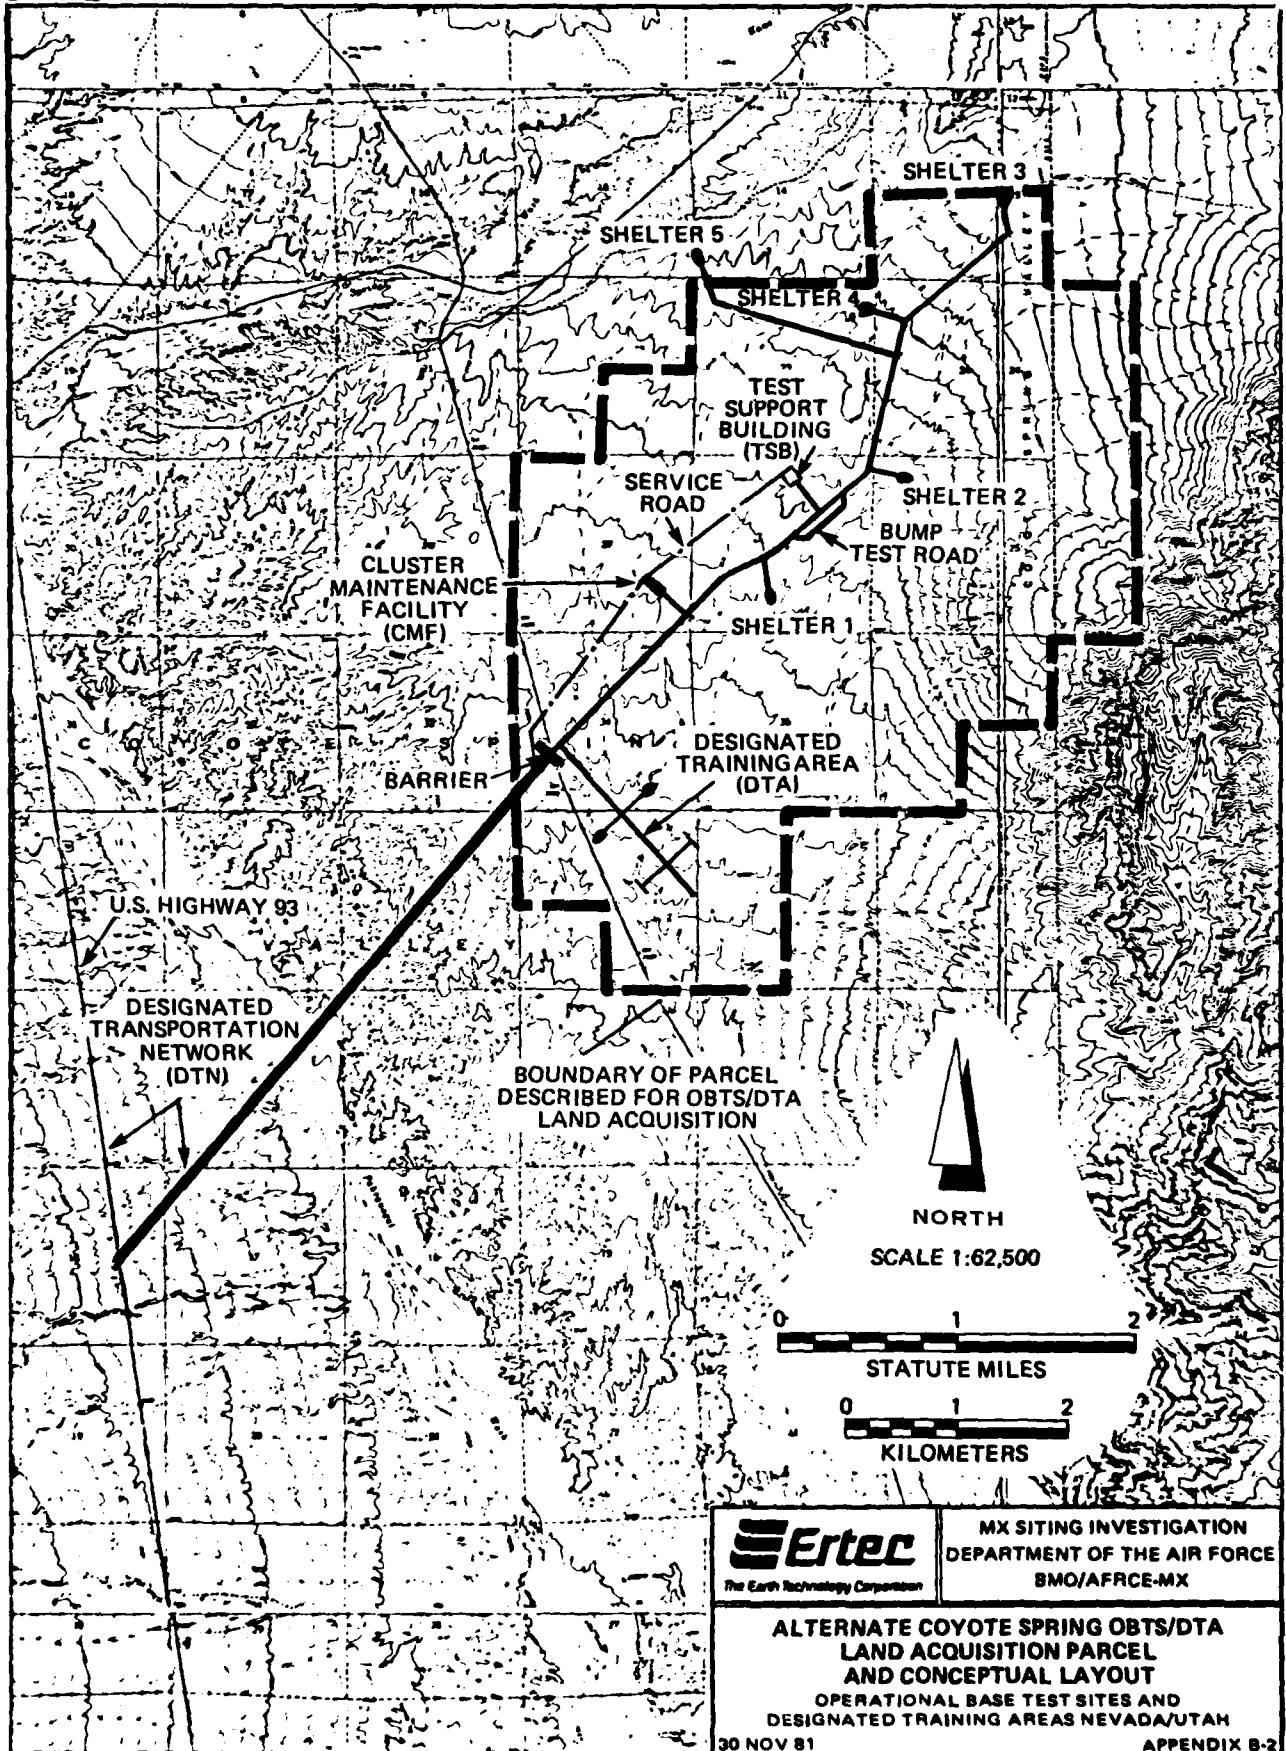 SHELTER 3
SHELTER 5
SHELTER 4
TEST
SUPPORT
BUILDING
(TSB)
SERVICE
ROAD
SHELTER 2
BUMP
TEST ROAD
CLUSTER
MAINTENANCE
FACILITY
(CMF)
SHELTER 1
DESIGNATED
TRAINING AREA
(DTA)
BARRIER
U.S. HIGHWAY 93
DESIGNATED
TRANSPORTATION
NETWORK
(DTN)
BOUNDARY OF PARCEL
DESCRIBED FOR OBTS/DTA
LAND ACQUISITION
NORTH
SCALE 1:62,500
0 1 2
STATUTE MILES
0 1 2
KILOMETERS
Ertec
The Earth Technology Corporation
MX SITING INVESTIGATION
DEPARTMENT OF THE AIR FORCE
BMO/AFRCE-MX
ALTERNATE COYOTE SPRING OBTS/DTA
LAND ACQUISITION PARCEL
AND CONCEPTUAL LAYOUT
OPERATIONAL BASE TEST SITES AND
DESIGNATED TRAINING AREAS NEVADA/UTAH
30 NOV 81
APPENDIX B-2